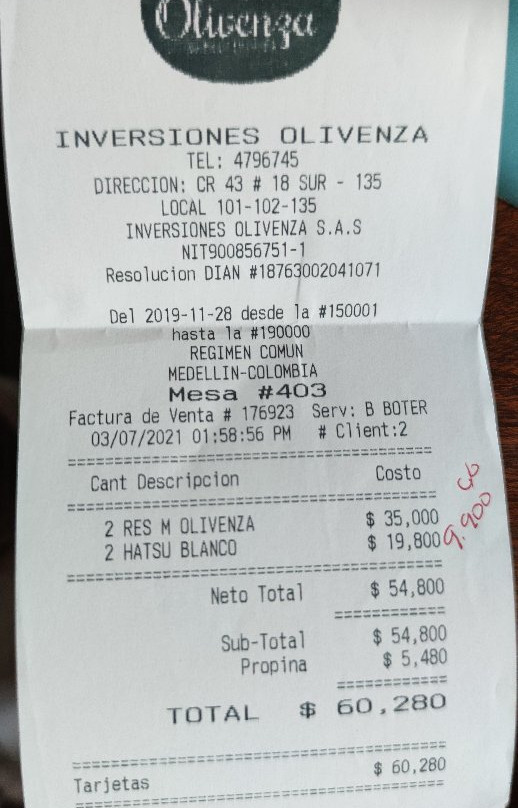 Olivenza
INVERSIONES OLIVENZA
TEL: 4796745
DIRECCION: CR 43 # 18 SUR - 135
LOCAL 101-102-135
INVERSIONES OLIVENZA S.A.S
NIT900856751-1
Resolucion DIAN #18763002041071
Del 2019-11-28 desde la #150001
hasta la #190000
REGIMEN COMUN
MEDELLIN-COLOMBIA
Mesa #403
Factura de Venta # 176923 Serv: B BOTER
03/07/2021 01:58:56 PM # Client:2
================================
Cant Descripcion Costo
================================
2 RES M OLIVENZA $ 35,000
2 HATSU BLANCO $ 19,800 9.900
================================
Neto Total $ 54,800
===========
Sub-Total $ 54,800
Propina $ 5,480
===========
TOTAL $ 60,280
================================
Tarjetas $ 60,280
================================